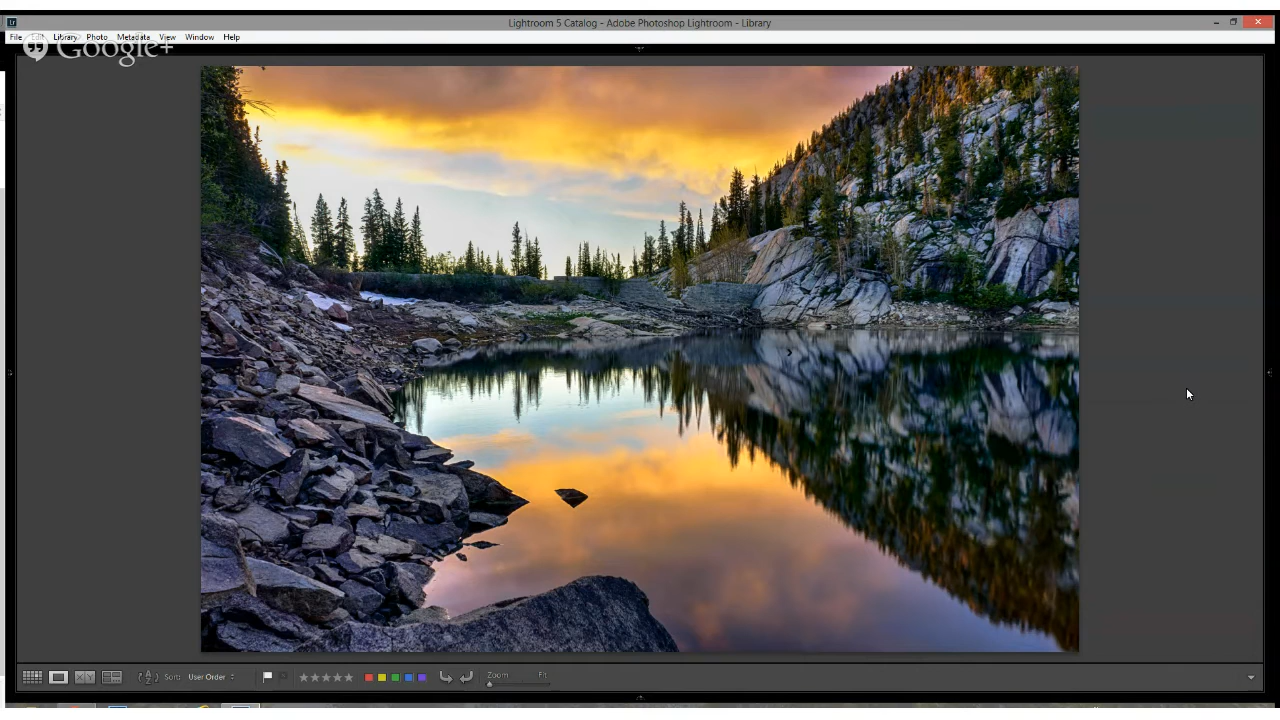 Lightroom 5 Catalog - Adobe Photoshop Lightroom - Library
File Edit Library Photo Metadata View Window Help
Google+
Sort: User Order
Zoom Fit